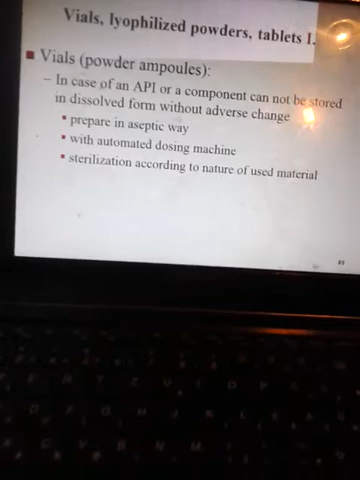 Vials, lyophilized powders, tablets I.
▪ Vials (powder ampoules):
– In case of an API or a component can not be stored
in dissolved form without adverse change
▪ prepare in aseptic way
▪ with automated dosing machine
▪ sterilization according to nature of used material